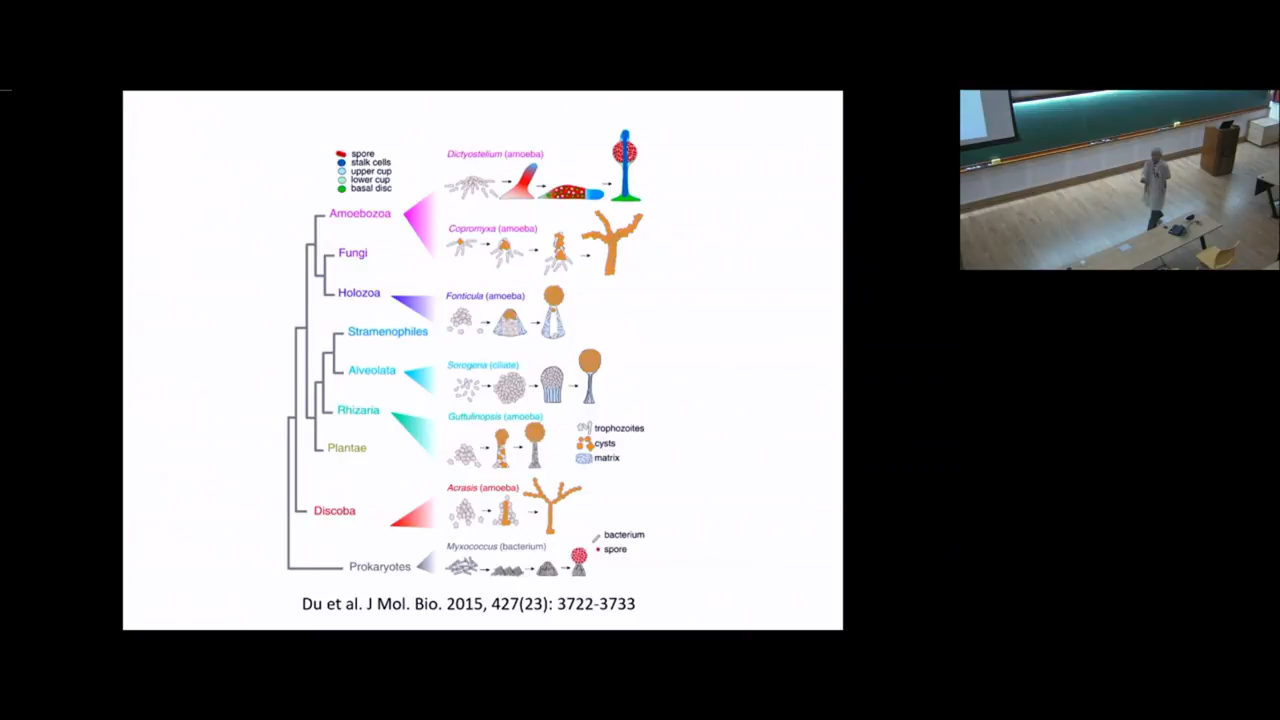 spore
stalk cells
upper cup
lower cup
basal disc
Dictyostelium (amoeba)
Amoebozoa
Copromyxa (amoeba)
Fungi
Holozoa
Fonticula (amoeba)
Stramenophiles
Alveolata
Sorogena (ciliate)
Rhizaria
Guttulinopsis (amoeba)
trophozoites
cysts
matrix
Plantae
Acrasis (amoeba)
Discoba
Myxococcus (bacterium)
bacterium
spore
Prokaryotes
Du et al. J Mol. Bio. 2015, 427(23): 3722-3733